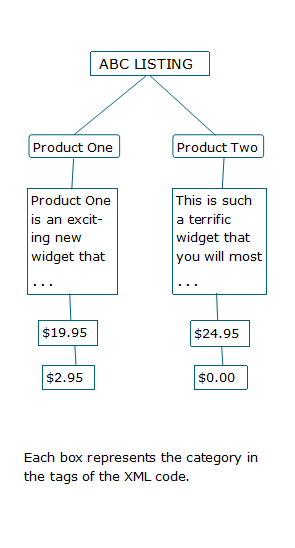 ABC LISTING
Product One
Product Two
Product One
is an excit-
ing new
widget that
...
This is such
a terrific
widget that
you will most
...
$19.95
$24.95
$2.95
$0.00
Each box represents the category in
the tags of the XML code.